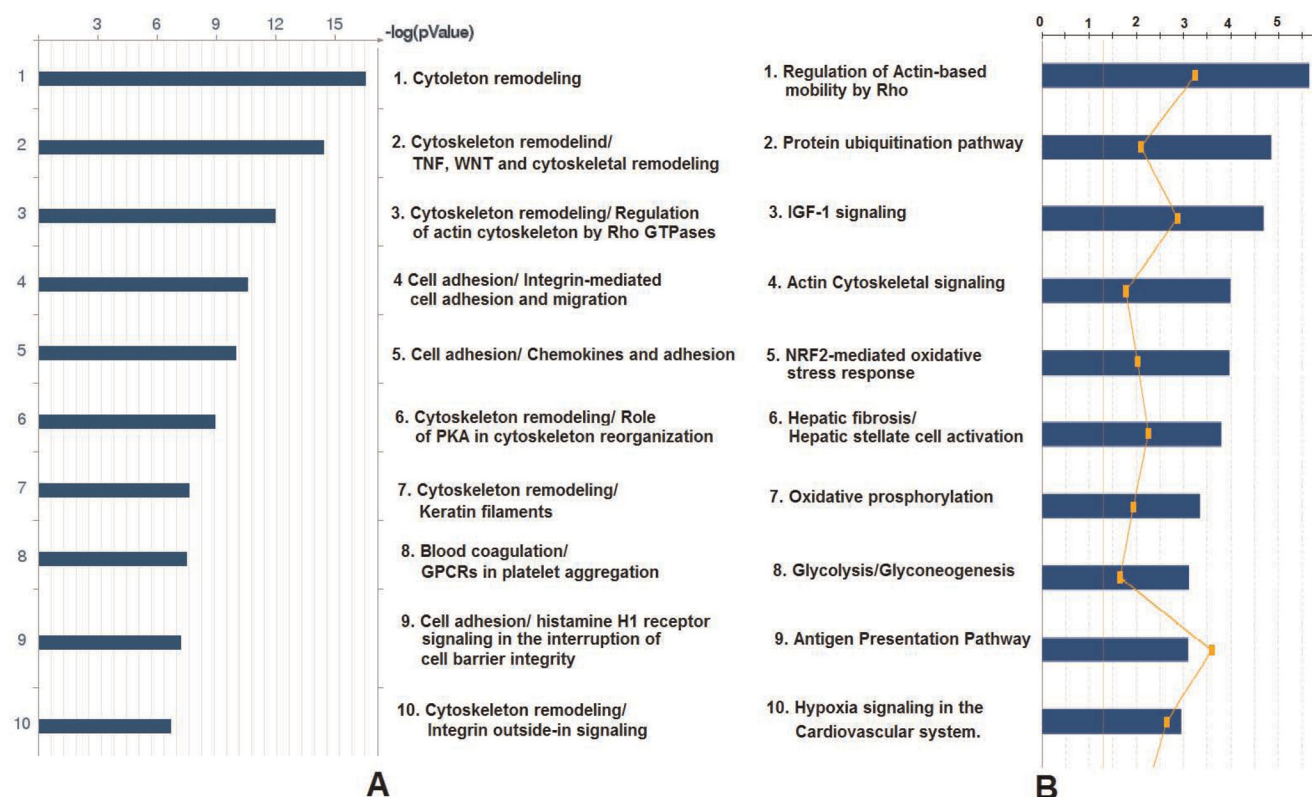 3 6 9 12 15
-log(pValue)
1
2
3
4
5
6
7
8
9
10
1. Cytoleton remodeling
2. Cytoskeleton remodelind/
TNF, WNT and cytoskeletal remodeling
3. Cytoskeleton remodeling/ Regulation
of actin cytoskeleton by Rho GTPases
4 Cell adhesion/ Integrin-mediated
cell adhesion and migration
5. Cell adhesion/ Chemokines and adhesion
6. Cytoskeleton remodeling/ Role
of PKA in cytoskeleton reorganization
7. Cytoskeleton remodeling/
Keratin filaments
8. Blood coagulation/
GPCRs in platelet aggregation
9. Cell adhesion/ histamine H1 receptor
signaling in the interruption of
cell barrier integrity
10. Cytoskeleton remodeling/
Integrin outside-in signaling
A
0 1 2 3 4 5
1. Regulation of Actin-based
mobility by Rho
2. Protein ubiquitination pathway
3. IGF-1 signaling
4. Actin Cytoskeletal signaling
5. NRF2-mediated oxidative
stress response
6. Hepatic fibrosis/
Hepatic stellate cell activation
7. Oxidative phosphorylation
8. Glycolysis/Glyconeogenesis
9. Antigen Presentation Pathway
10. Hypoxia signaling in the
Cardiovascular system.
B